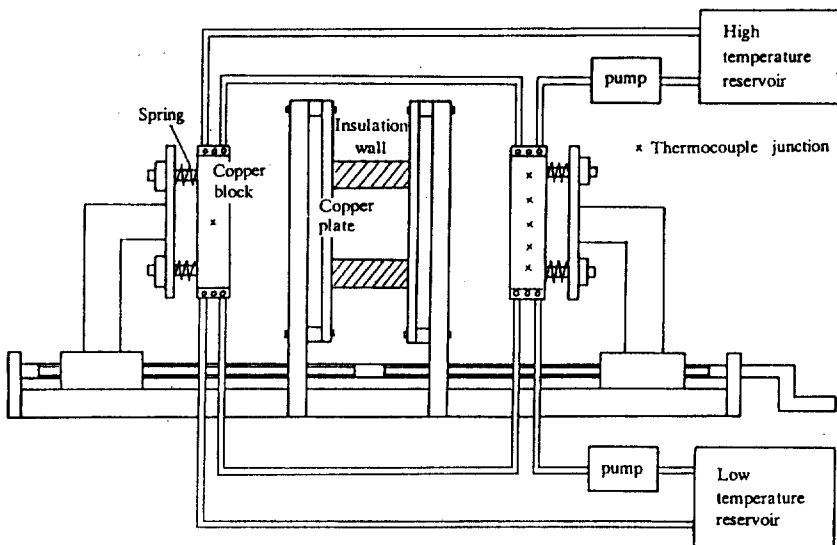 High
temperature
reservoir
pump
Spring
Insulation
wall
x Thermocouple junction
Copper
block
Copper
plate
pump
Low
temperature
reservoir